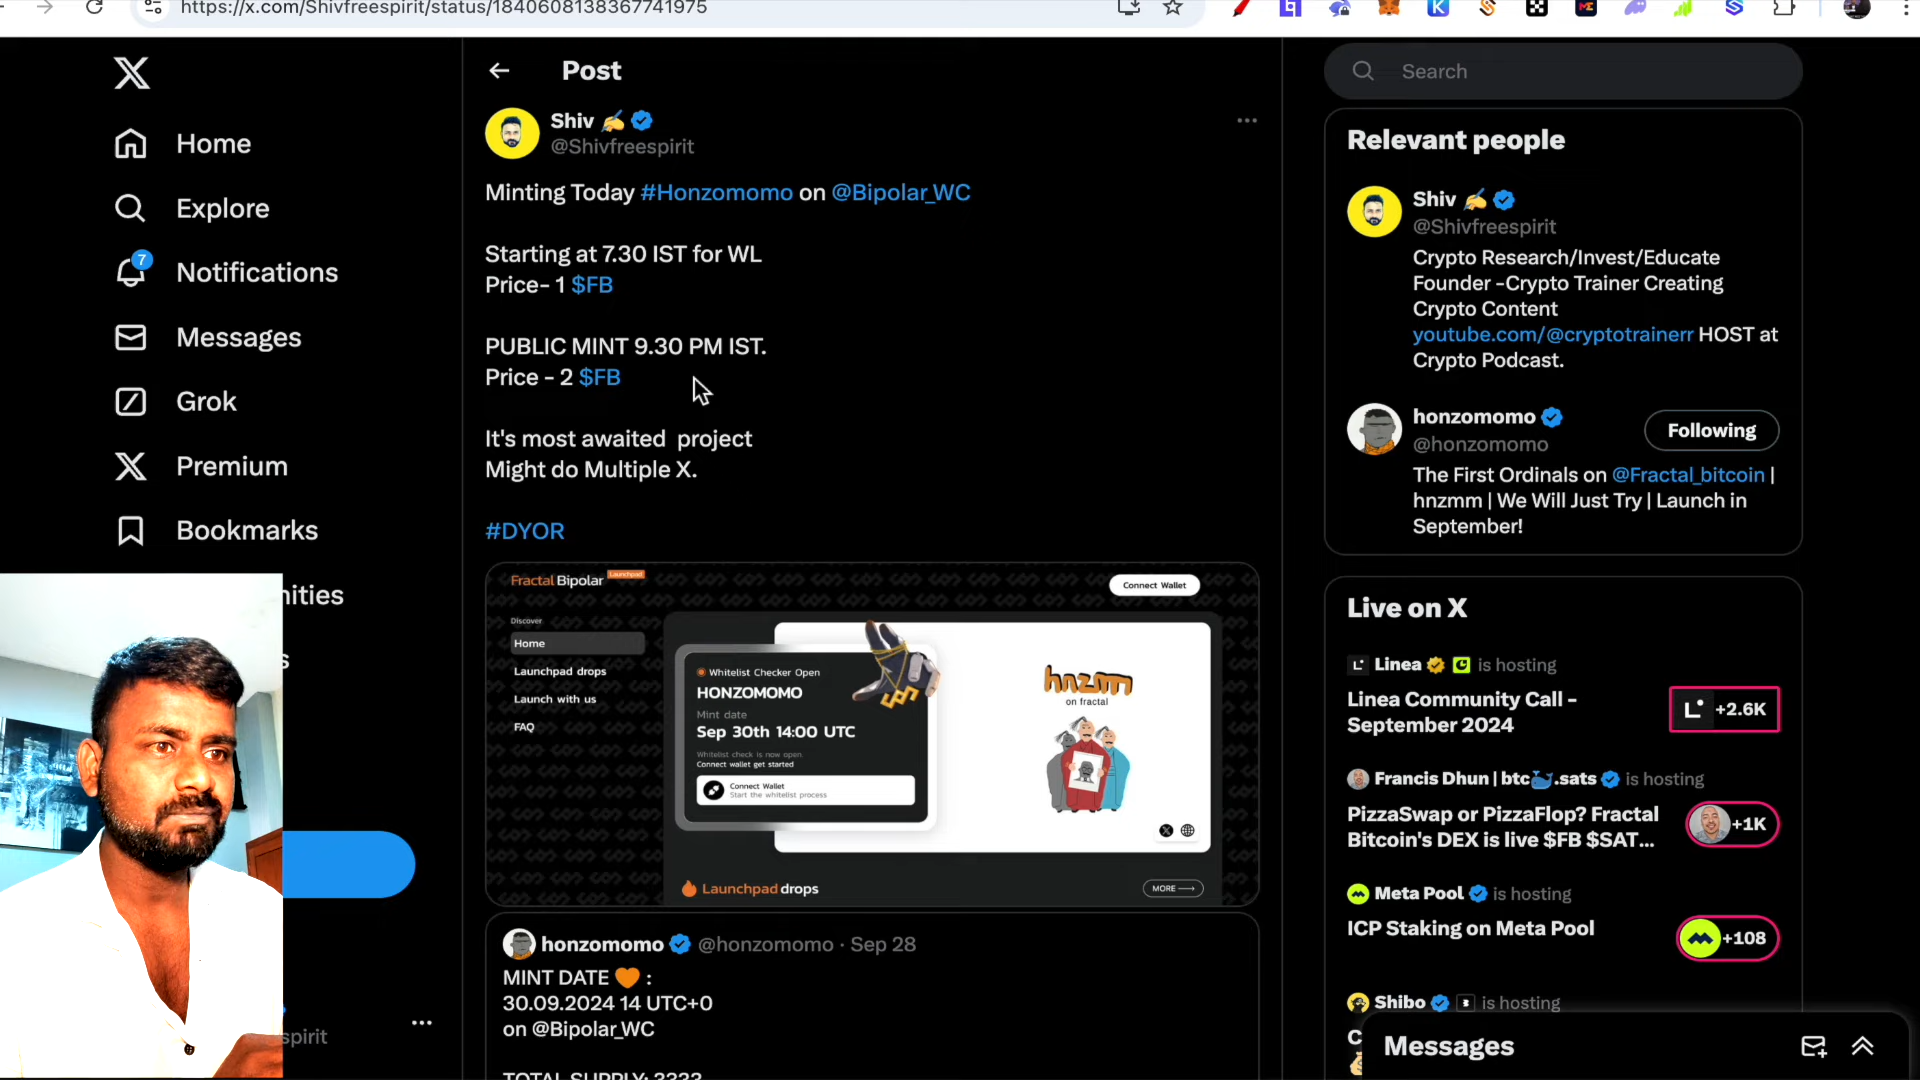 https://x.com/Shivfreespirit/status/1840608138367741975
Home
Explore
7
Notifications
Messages
Grok
Premium
Bookmarks
nities
s
spirit
Post
Shiv
@Shivfreespirit
Minting Today #Honzomomo on @Bipolar_WC
Starting at 7.30 IST for WL
Price- 1 $FB
PUBLIC MINT 9.30 PM IST.
Price - 2 $FB
It's most awaited project
Might do Multiple X.
#DYOR
Fractal Bipolar Launchpad
Connect Wallet
Discover
Home
Launchpad drops
Launch with us
FAQ
Whitelist Checker Open
HONZOMOMO
Mint date
Sep 30th 14:00 UTC
Whitelist check is now open
Connect wallet get started
Connect Wallet
Start the whitelist process
hnzmm
on fractal
Launchpad drops
MORE
honzomomo @honzomomo · Sep 28
MINT DATE 🧡 :
30.09.2024 14 UTC+0
on @Bipolar_WC
TOTAL SUPPLY: 3333
Search
Relevant people
Shiv
@Shivfreespirit
Crypto Research/Invest/Educate
Founder -Crypto Trainer Creating
Crypto Content
youtube.com/@cryptotrainerr HOST at
Crypto Podcast.
honzomomo
@honzomomo
Following
The First Ordinals on @Fractal_bitcoin |
hnzmm | We Will Just Try | Launch in
September!
Live on X
Linea is hosting
Linea Community Call -
September 2024
+2.6K
Francis Dhun | btc🐳.sats is hosting
PizzaSwap or PizzaFlop? Fractal
Bitcoin's DEX is live $FB $SAT...
+1K
Meta Pool is hosting
ICP Staking on Meta Pool
+108
Shibo is hosting
C
Messages